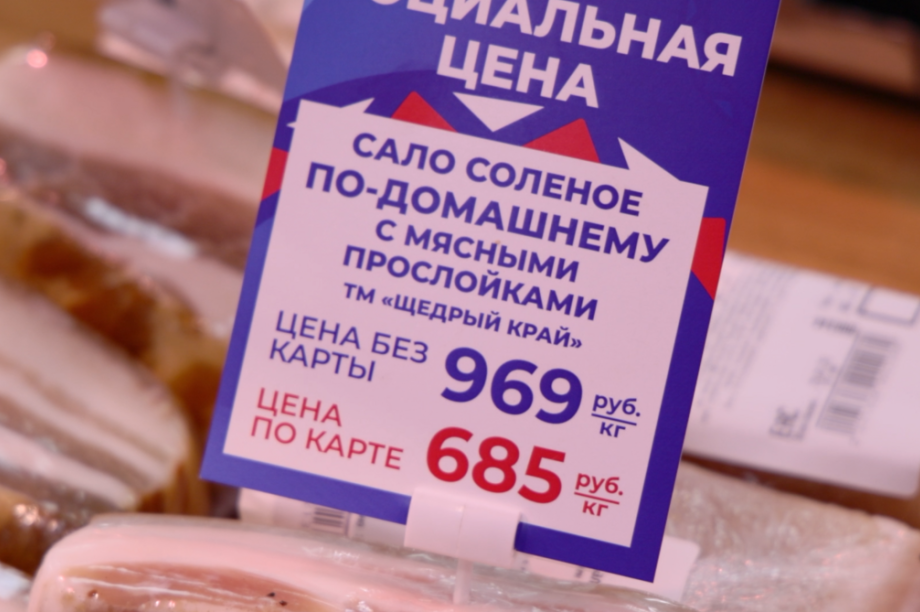 СОЦИАЛЬНАЯ
ЦЕНА
САЛО СОЛЕНОЕ
ПО-ДОМАШНЕМУ
С МЯСНЫМИ
ПРОСЛОЙКАМИ
ТМ «ЩЕДРЫЙ КРАЙ»
ЦЕНА БЕЗ
КАРТЫ
969 руб.
кг
ЦЕНА
ПО КАРТЕ
685 руб.
кг